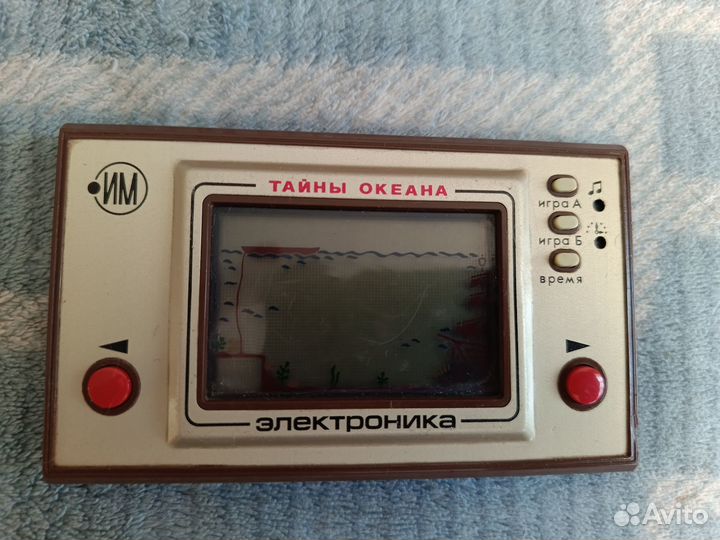 ИМ
ТАЙНЫ ОКЕАНА
игра А
игра Б
время
электроника
Avito